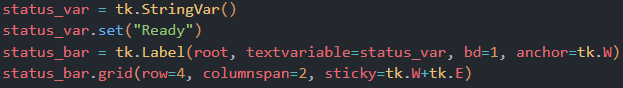 status_var = tk.StringVar()
status_var.set("Ready")
status_bar = tk.Label(root, textvariable=status_var, bd=1, anchor=tk.W)
status_bar.grid(row=4, columnspan=2, sticky=tk.W+tk.E)